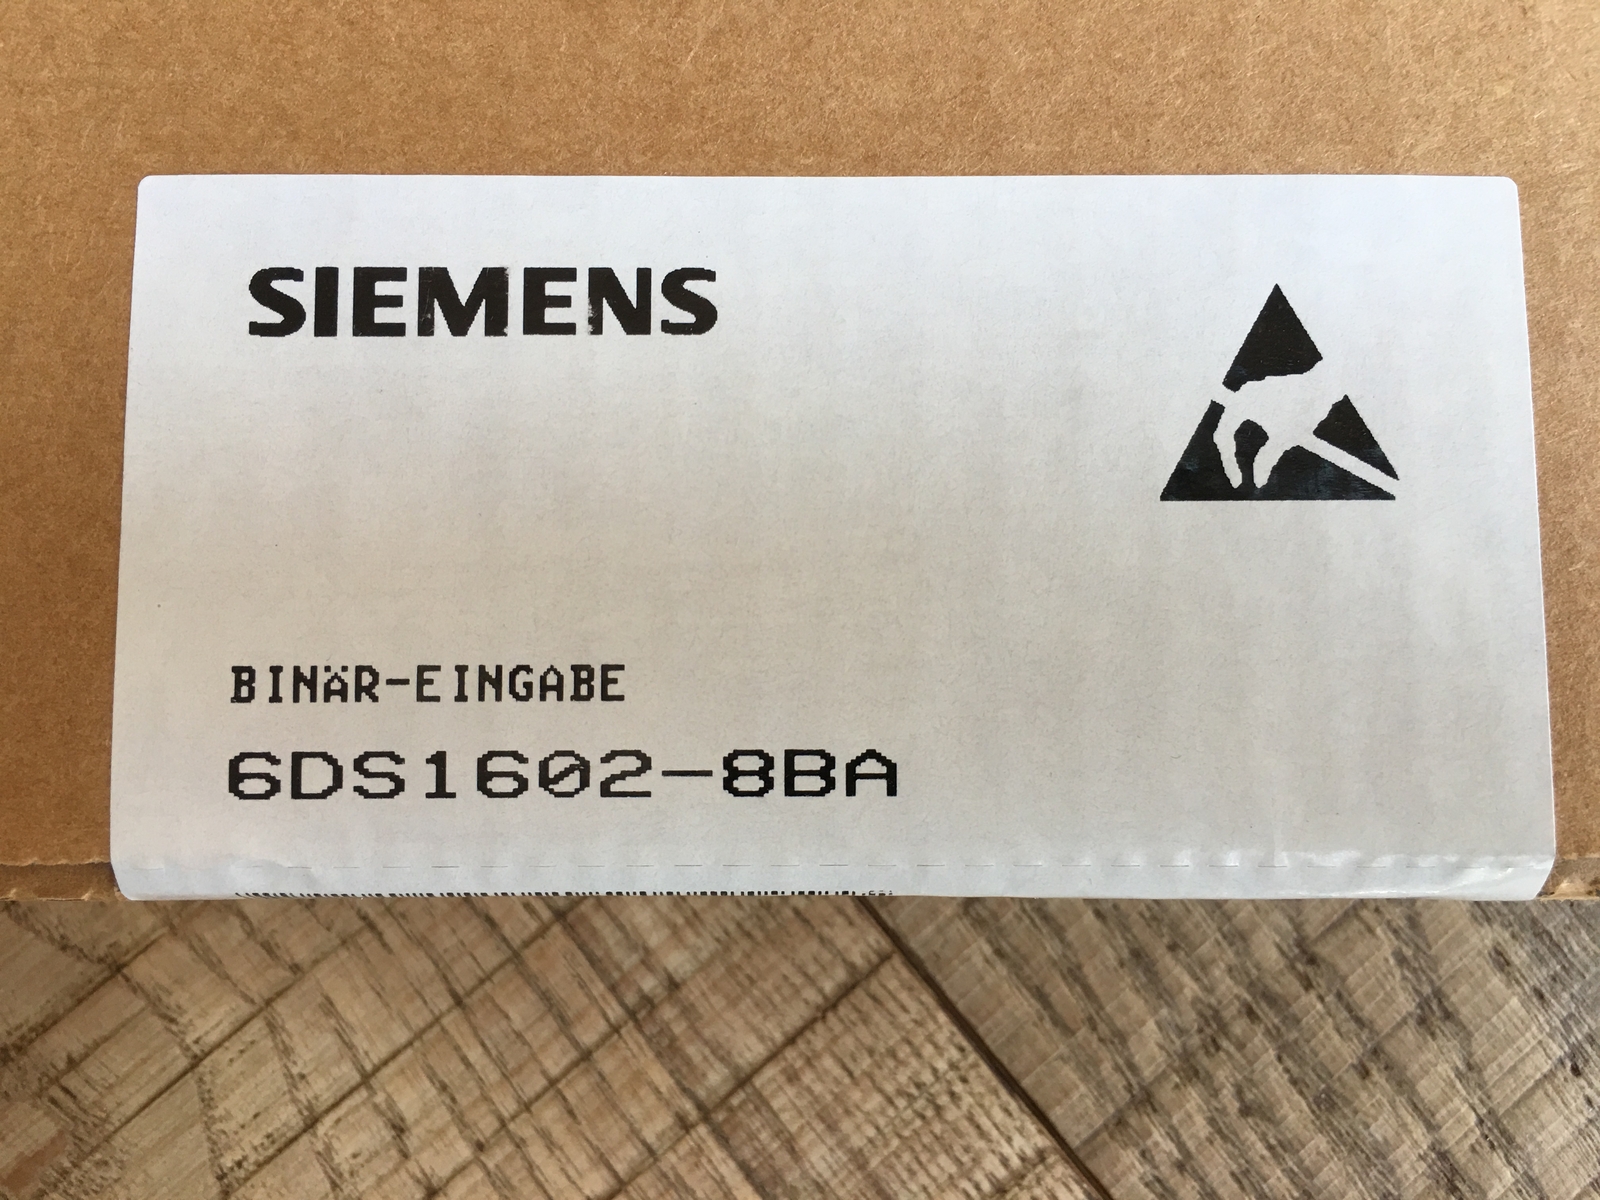 SIEMENS
BINÄR-EINGABE
6DS1602-8BA